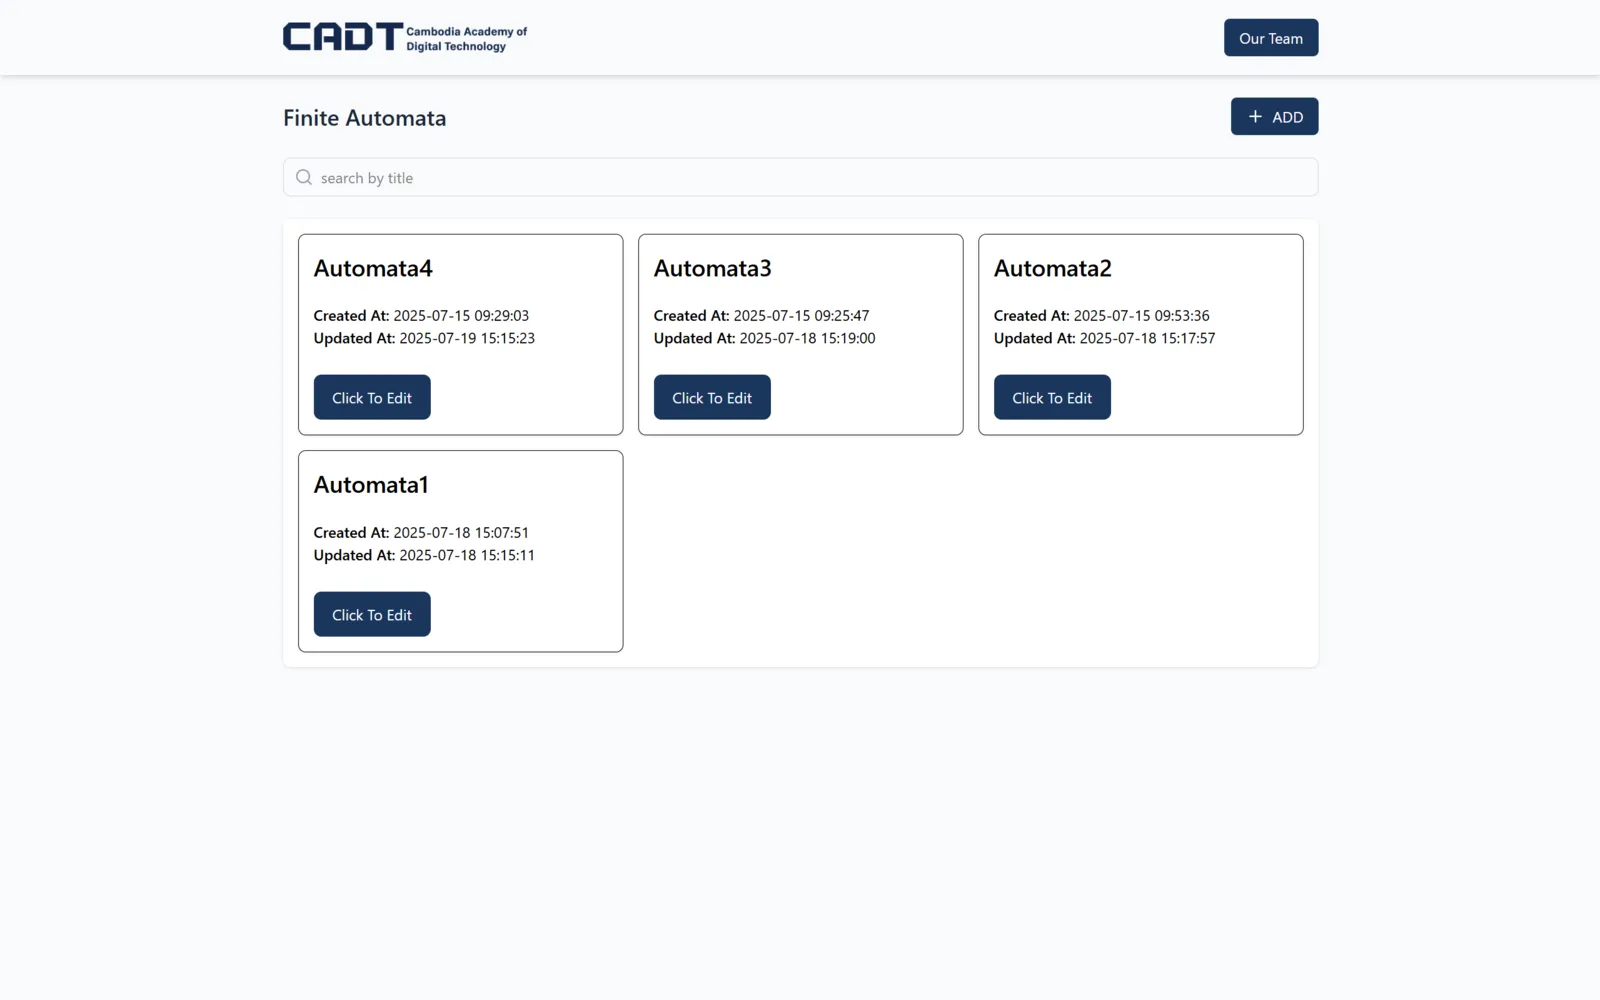 CADT
Cambodia Academy of
Digital Technology
Our Team
Finite Automata
+ ADD
search by title
Automata4
Created At: 2025-07-15 09:29:03
Updated At: 2025-07-19 15:15:23
Click To Edit
Automata3
Created At: 2025-07-15 09:25:47
Updated At: 2025-07-18 15:19:00
Click To Edit
Automata2
Created At: 2025-07-15 09:53:36
Updated At: 2025-07-18 15:17:57
Click To Edit
Automata1
Created At: 2025-07-18 15:07:51
Updated At: 2025-07-18 15:15:11
Click To Edit